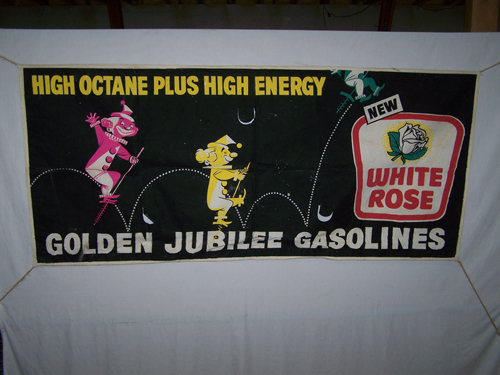 HIGH OCTANE PLUS HIGH ENERGY
NEW
WHITE
ROSE
GOLDEN JUBILEE GASOLINES